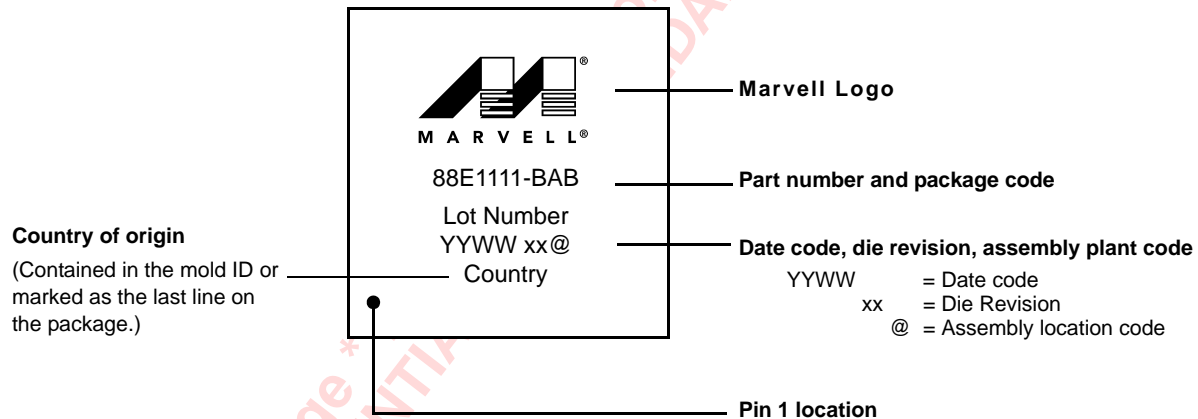 MARVELL®
®
88E1111-BAB
Lot Number
YYWW xx@
Country
Marvell Logo
Part number and package code
Date code, die revision, assembly plant code
YYWW = Date code
xx = Die Revision
@ = Assembly location code
Country of origin
(Contained in the mold ID or
marked as the last line on
the package.)
Pin 1 location